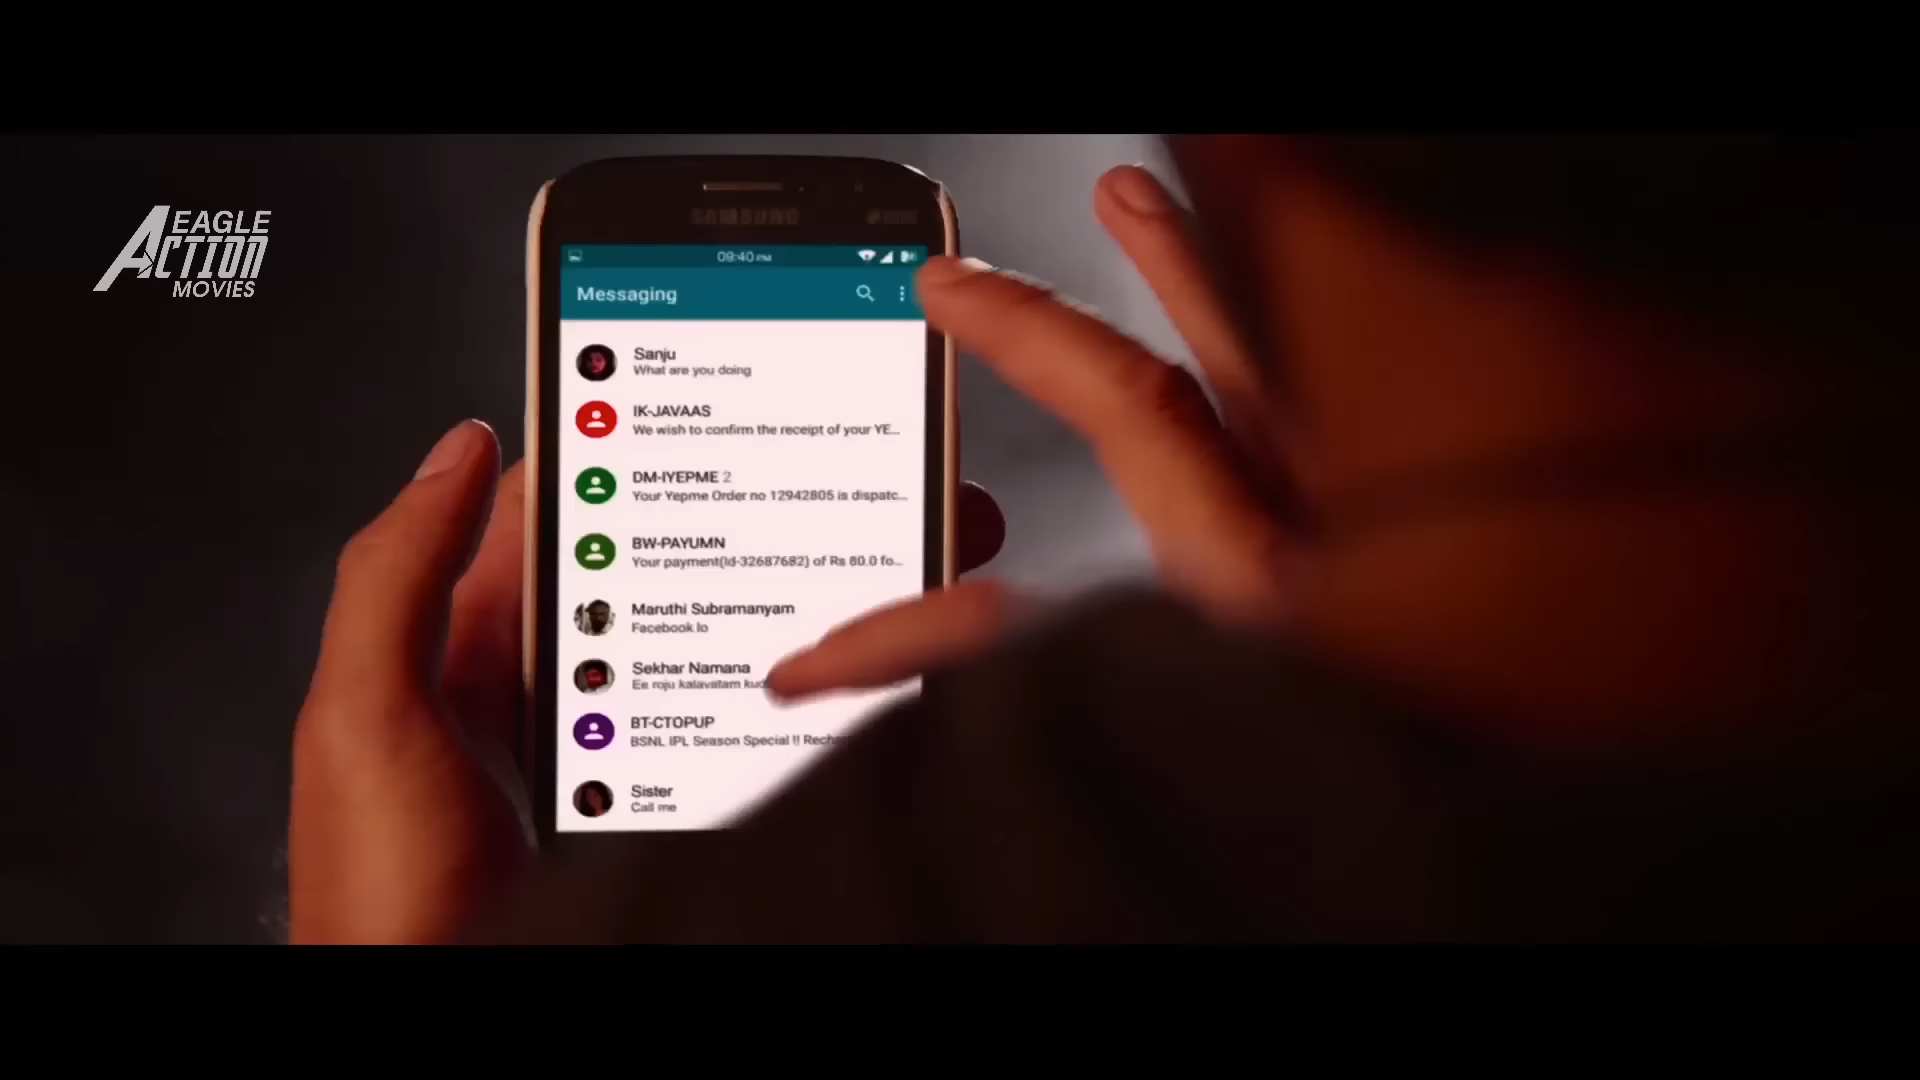 EAGLE
ACTION
MOVIES
SAMSUNG
09:40 PM
Messaging
Sanju
What are you doing
IK-JAVAAS
We wish to confirm the receipt of your YE...
DM-IYEPME 2
Your Yepme Order no 12942805 is dispatc...
BW-PAYUMN
Your payment(Id-32687682) of Rs 80.0 fo...
Maruthi Subramanyam
Facebook lo
Sekhar Namana
Ee roju kalavatam
BT-CTOPUP
BSNL IPL Season Special !!
Sister
Call me